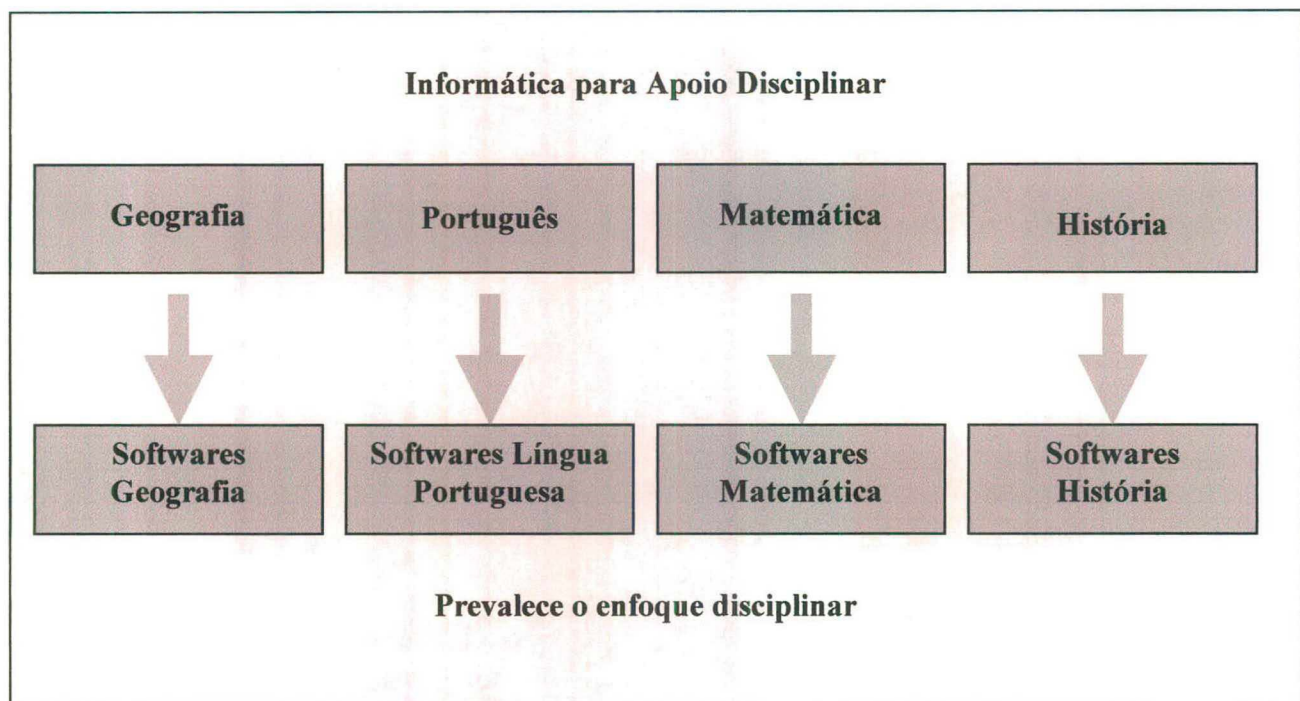 Informática para Apoio Disciplinar
Geografia
Português
Matemática
História
Softwares
Geografia
Softwares Língua
Portuguesa
Softwares
Matemática
Softwares
História
Prevalece o enfoque disciplinar